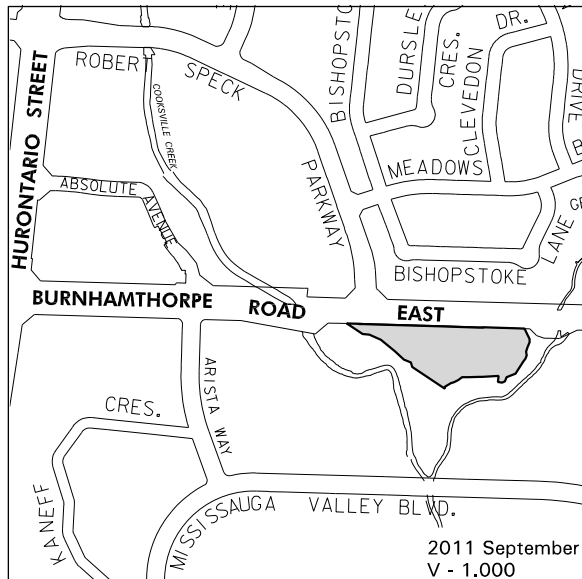 DR.
ROBERT SPECK PARKWAY
BISHOPSTO
DURSLE
CRES.
CLEVEDON
DRIVE
HURONTARIO STREET
COOKSVILLE CREEK
MEADOWS
ABSOLUTE AVENUE
LANE
BISHOPSTOKE
BURNHAMTHORPE ROAD EAST
ARISTA WAY
CRES.
KANEFF
MISSISSAUGA VALLEY BLVD.
2011 September
V - 1.000